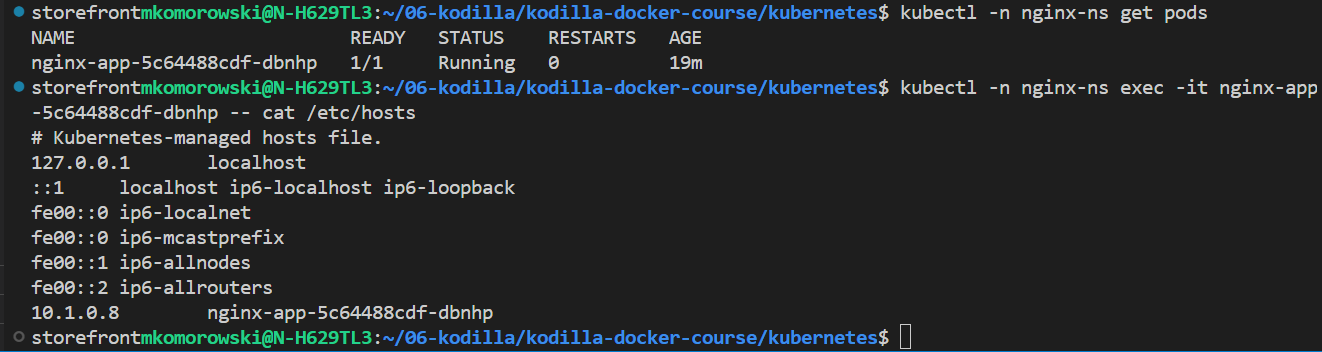 storefrontmkomorowski@N-H629TL3:~/06-kodilla/kodilla-docker-course/kubernetes$ kubectl -n nginx-ns get pods
NAME                         READY   STATUS    RESTARTS   AGE
nginx-app-5c64488cdf-dbnhp   1/1     Running   0          19m
storefrontmkomorowski@N-H629TL3:~/06-kodilla/kodilla-docker-course/kubernetes$ kubectl -n nginx-ns exec -it nginx-app
-5c64488cdf-dbnhp -- cat /etc/hosts
# Kubernetes-managed hosts file.
127.0.0.1       localhost
::1     localhost ip6-localhost ip6-loopback
fe00::0 ip6-localnet
fe00::0 ip6-mcastprefix
fe00::1 ip6-allnodes
fe00::2 ip6-allrouters
10.1.0.8        nginx-app-5c64488cdf-dbnhp
storefrontmkomorowski@N-H629TL3:~/06-kodilla/kodilla-docker-course/kubernetes$